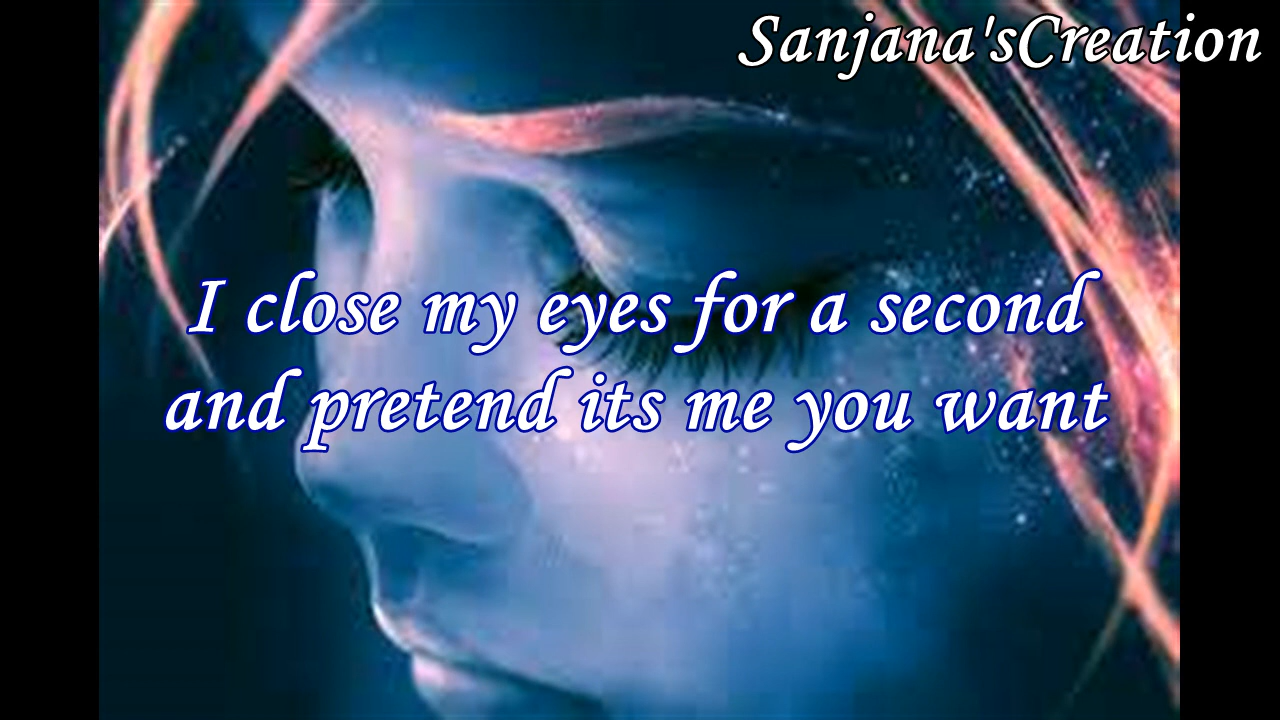 Sanjana'sCreation
I close my eyes for a second
and pretend its me you want